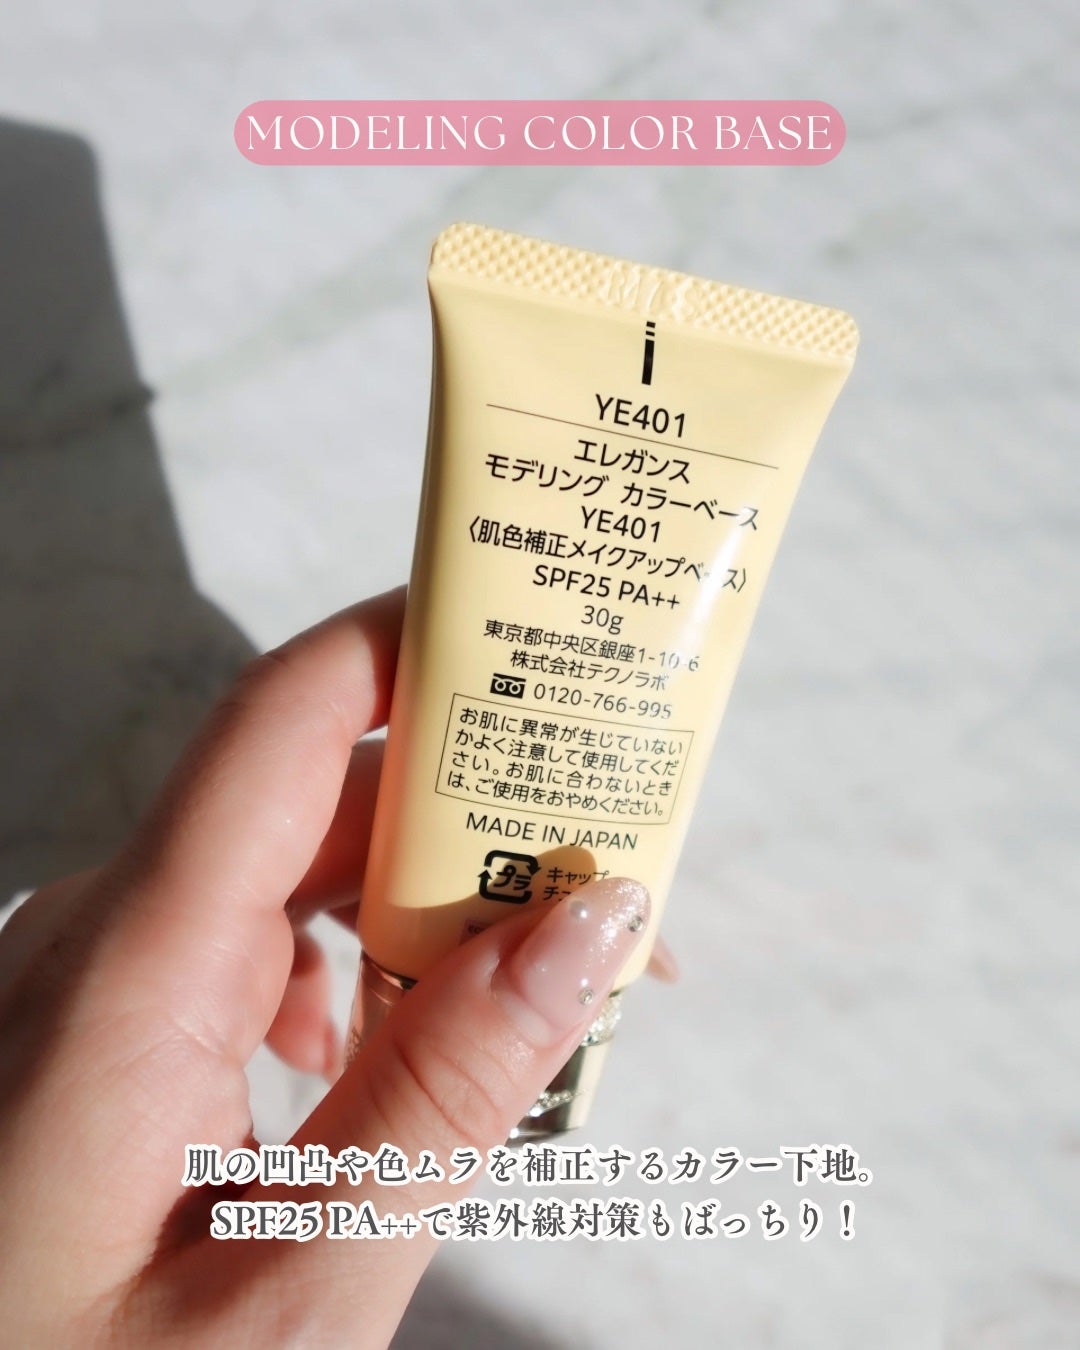 MODELING COLOR BASE
YE401
エレガンス
モデリング カラーベース
YE401
〈肌色補正メイクアップベース〉
SPF25 PA++
30g
東京都中央区銀座1-10-6
株式会社テクノラボ
0120-766-995
お肌に異常が生じていない
かよく注意して使用してくだ
さい。お肌に合わないとき
は、ご使用をおやめください。
MADE IN JAPAN
プラ
キャップ
肌の凹凸や色ムラを補正するカラー下地。
SPF25 PA++で紫外線対策もばっちり！